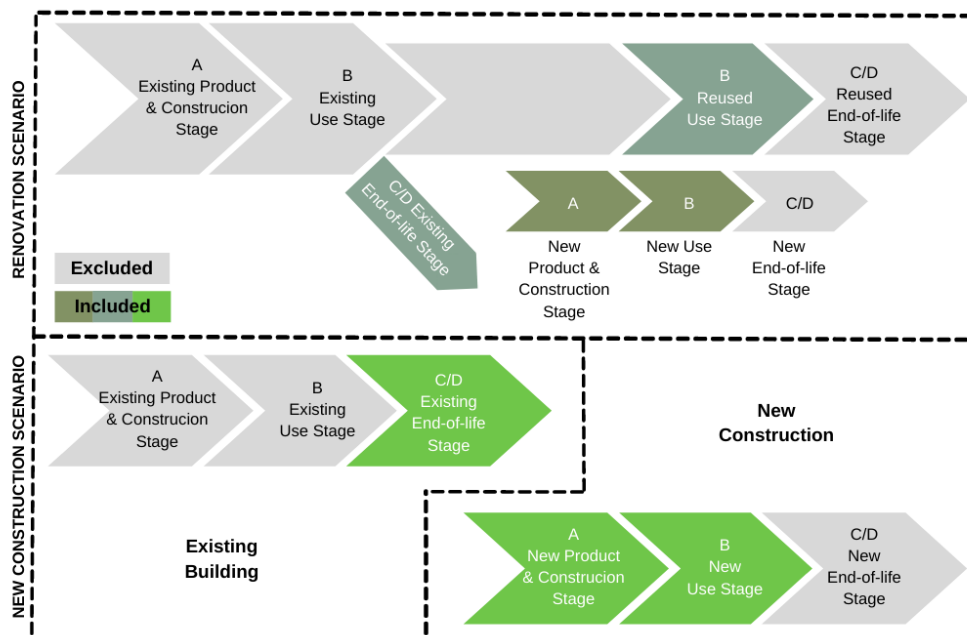 RENOVATION SCENARIO
A
Existing Product
& Construcion
Stage
B
Existing
Use Stage
B
Reused
Use Stage
C/D
Reused
End-of-life
Stage
C/D Existing
End-of-life Stage
A
New
Product &
Construction
Stage
B
New Use
Stage
C/D
New
End-of-life
Stage
Excluded
Included
NEW CONSTRUCTION SCENARIO
A
Existing Product
& Construcion
Stage
B
Existing
Use Stage
C/D
Existing
End-of-life
Stage
New
Construction
Existing
Building
A
New Product
& Construcion
Stage
B
New
Use Stage
C/D
New
End-of-life
Stage